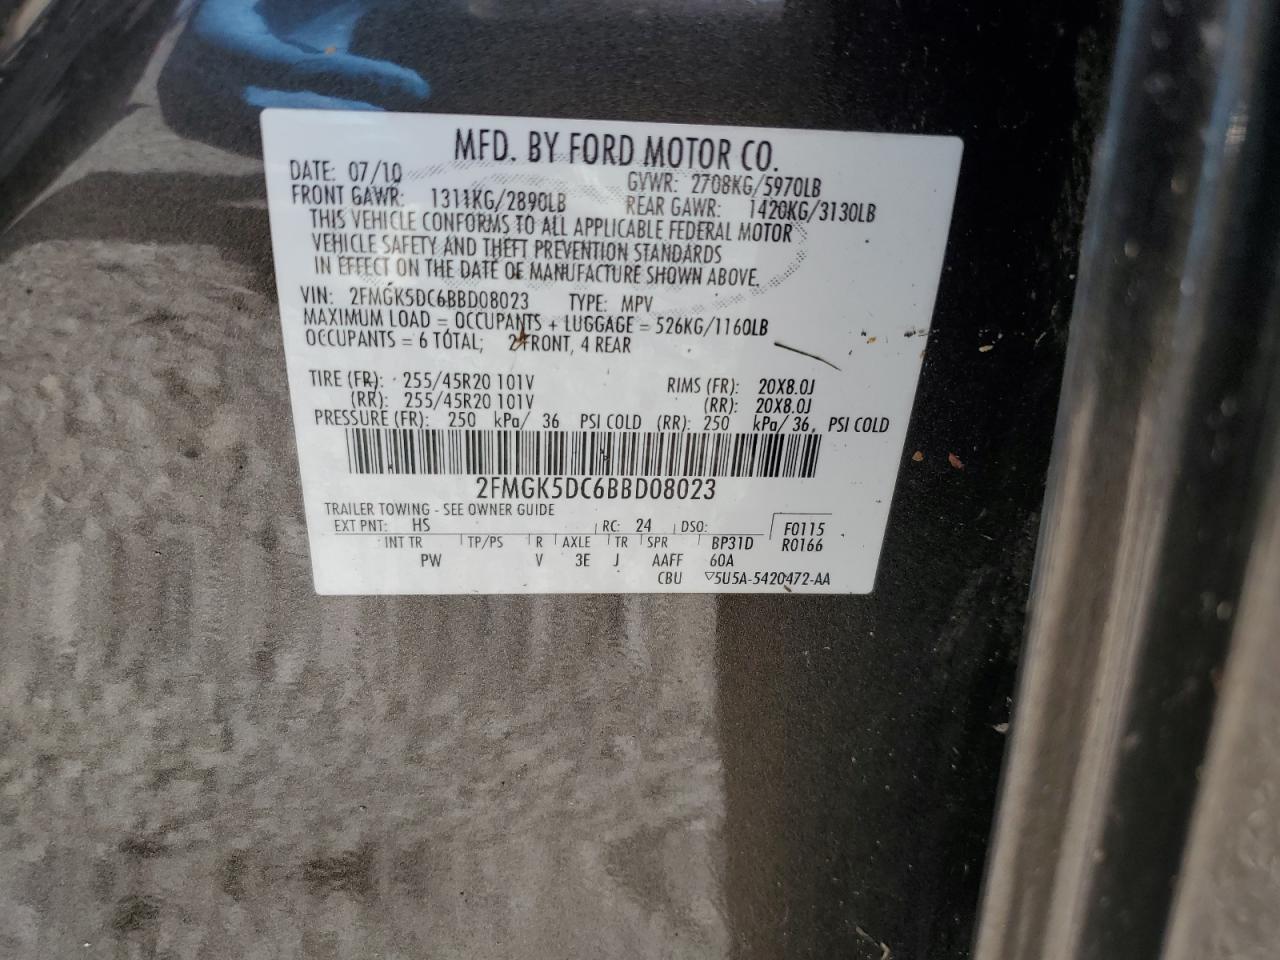 MFD. BY FORD MOTOR CO.
DATE: 07/10 GVWR: 2708KG/5970LB
FRONT GAWR: 1311KG/2890LB REAR GAWR: 1420KG/3130LB
THIS VEHICLE CONFORMS TO ALL APPLICABLE FEDERAL MOTOR
VEHICLE SAFETY AND THEFT PREVENTION STANDARDS
IN EFFECT ON THE DATE OF MANUFACTURE SHOWN ABOVE.
VIN: 2FMGK5DC6BBD08023 TYPE: MPV
MAXIMUM LOAD = OCCUPANTS + LUGGAGE = 526KG/1160LB
OCCUPANTS = 6 TOTAL; 2 FRONT, 4 REAR
TIRE (FR): 255/45R20 101V RIMS (FR): 20X8.0J
(RR): 255/45R20 101V (RR): 20X8.0J
PRESSURE (FR): 250 kPa/ 36 PSI COLD (RR): 250 kPa/ 36, PSI COLD
2FMGK5DC6BBD08023
TRAILER TOWING - SEE OWNER GUIDE
EXT PNT: HS RC: 24 DSO: F0115
INT TR TP/PS R AXLE TR SPR BP31D R0166
PW V 3E J AAFF 60A
CBU ▽5U5A-5420472-AA